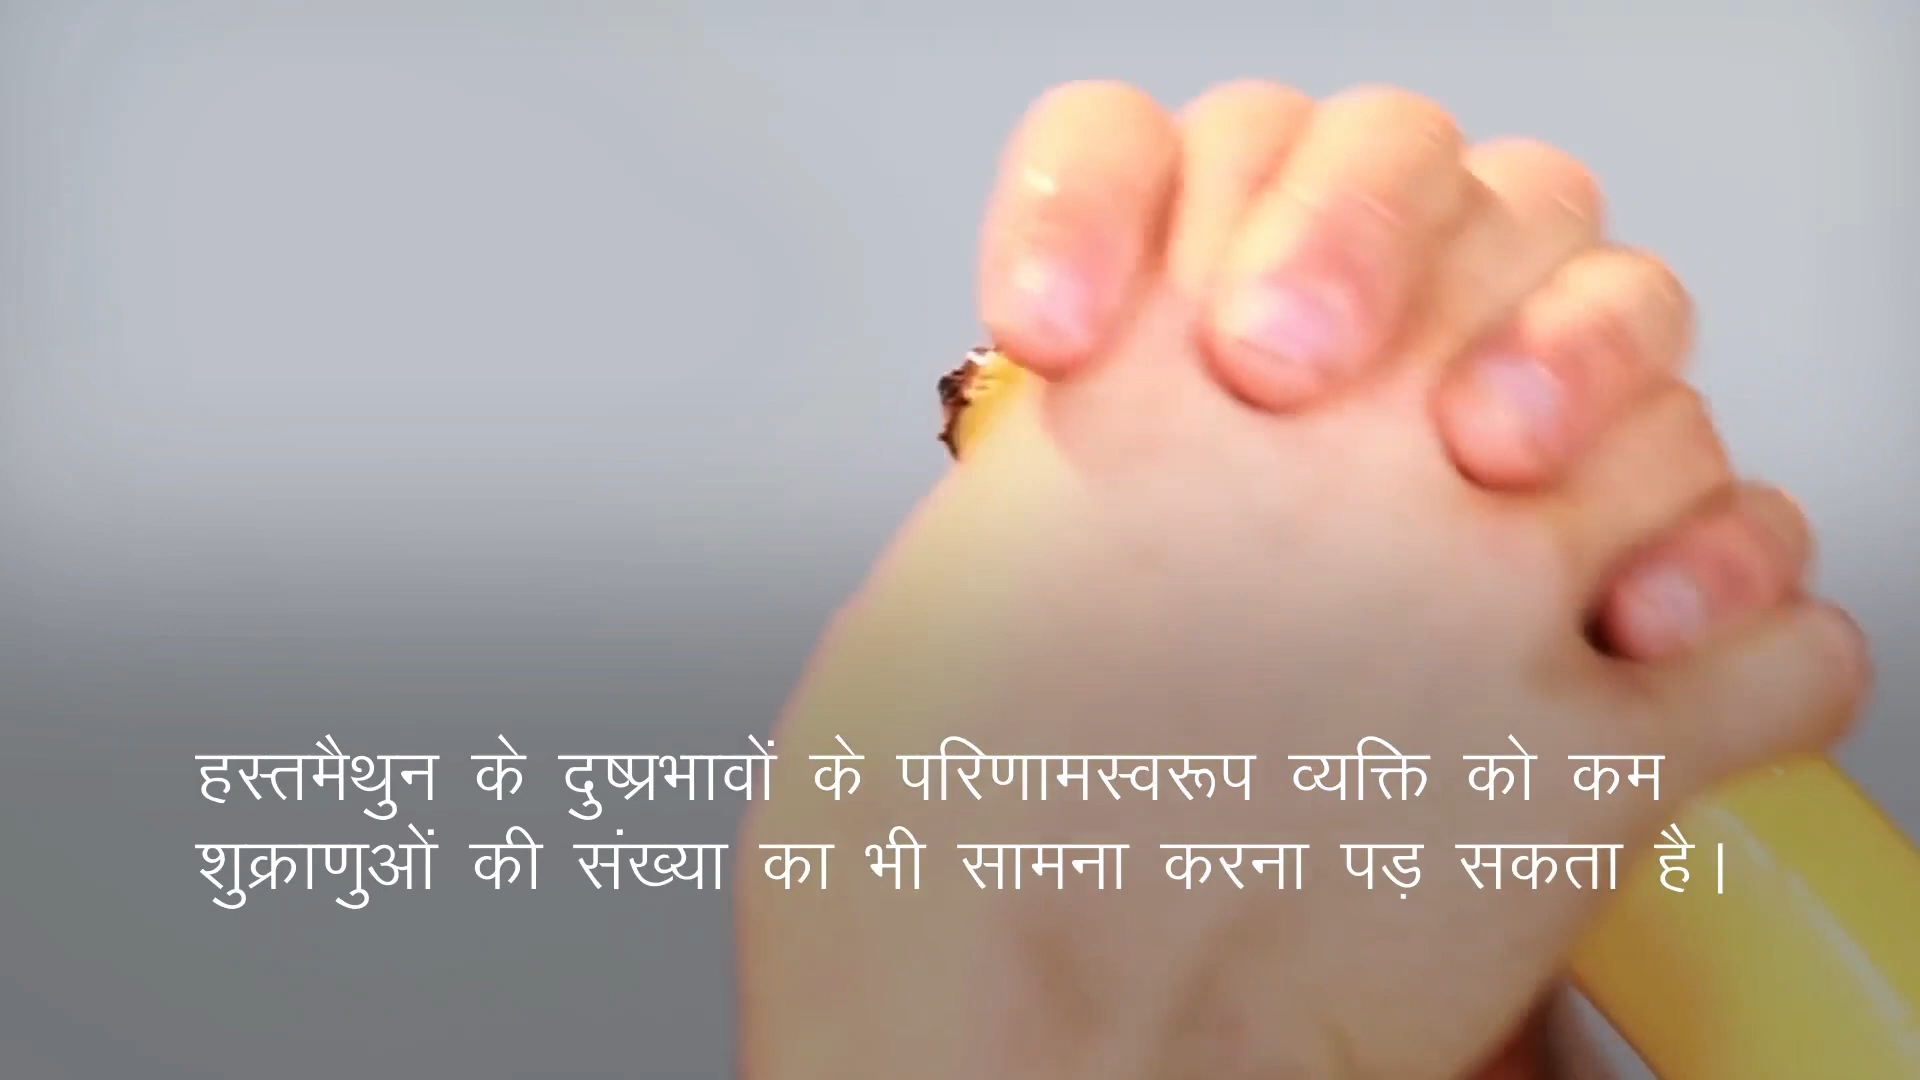 हस्तमैथुन के दुष्प्रभावों के परिणामस्वरूप व्यक्ति को कम
शुक्राणुओं की संख्या का भी सामना करना पड़ सकता है।